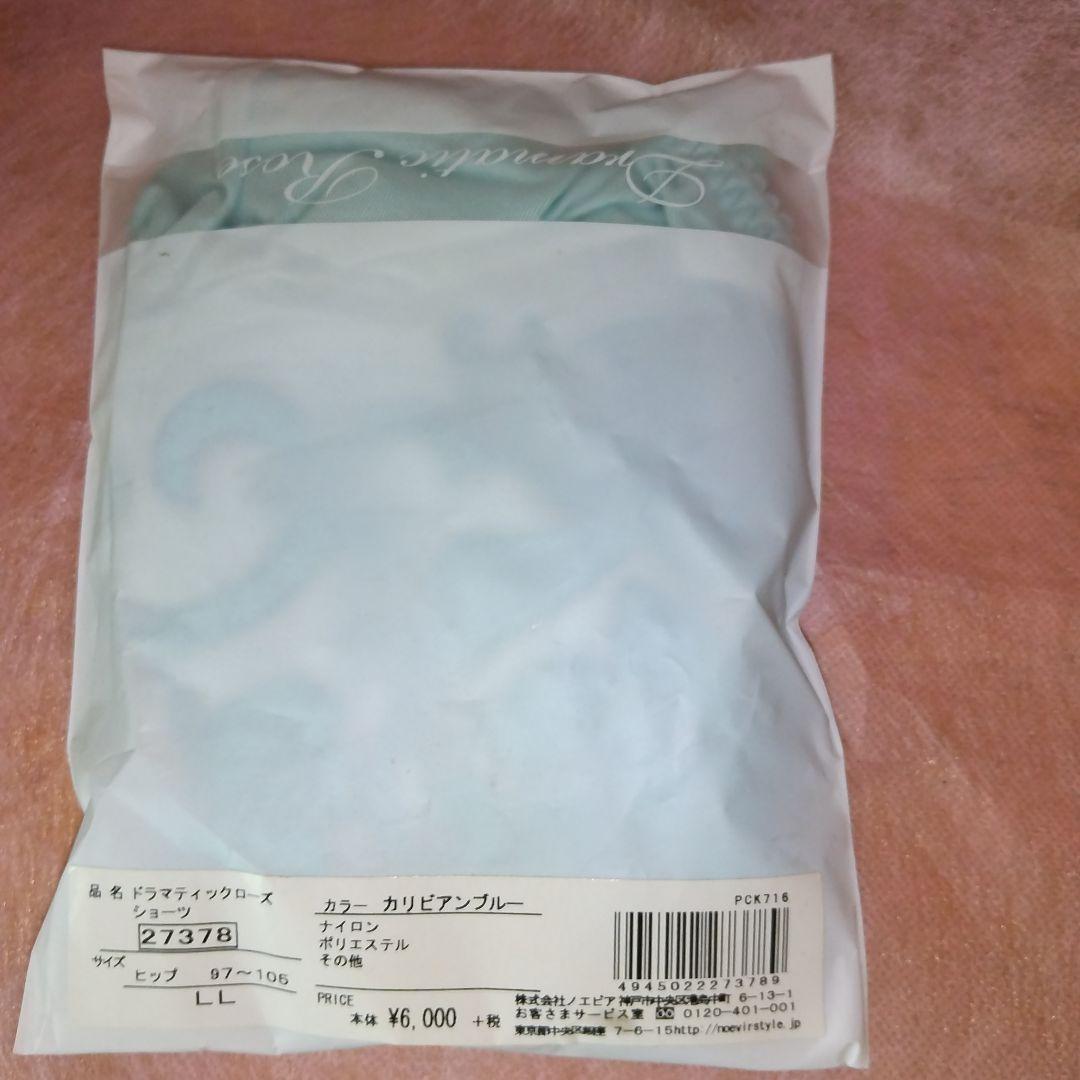 Dramatic Rose
品名 ドラマティックローズ
ショーツ
27378
サイズ
ヒップ 97～105
LL
カラー カリビアンブルー
ナイロン
ポリエステル
その他
PRICE
本体 ¥6,000 +税
PCK716
4945022273789
株式会社ノエビア 神戸市中央区港島中町 6-13-1
お客さまサービス室 0120-401-001
東京都中央区銀座 7-6-15 http://noevirstyle.jp